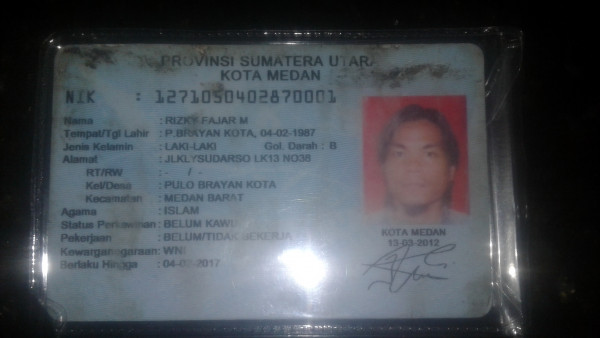 PROVINSI SUMATERA UTARA
KOTA MEDAN
NIK : 1271050402870001
Nama : RIZKY FAJAR M
Tempat/Tgl Lahir : P.BRAYAN KOTA, 04-02-1987
Jenis Kelamin : LAKI-LAKI Gol. Darah : B
Alamat : JLKLYSUDARSO LK13 NO38
RT/RW : - / -
Kel/Desa : PULO BRAYAN KOTA
Kecamatan : MEDAN BARAT
Agama : ISLAM
Status Perkawinan: BELUM KAWIN
Pekerjaan : BELUM/TIDAK BEKERJA
Kewarganegaraan: WNI
Berlaku Hingga : 04-02-2017
KOTA MEDAN
13-03-2012